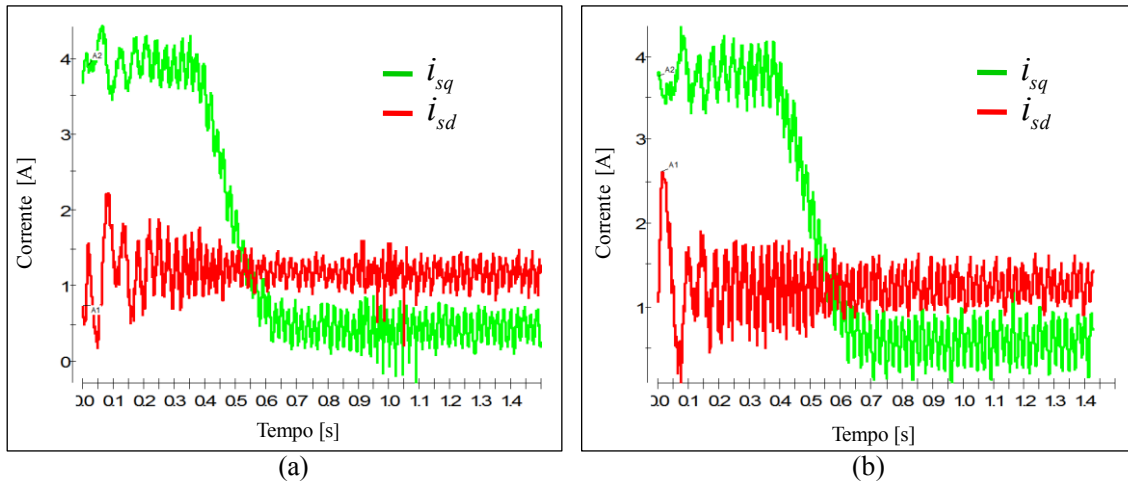 4
3
2
1
0
A2
A1
i_sq
i_sd
Corrente [A]
0.0 0.1 0.2 0.3 0.4 0.5 0.6 0.7 0.8 0.9 1.0 1.1 1.2 1.3 1.4
Tempo [s]
(a)
4
3
2
1
A2
A1
i_sq
i_sd
Corrente [A]
0.0 0.1 0.2 0.3 0.4 0.5 0.6 0.7 0.8 0.9 1.0 1.1 1.2 1.3 1.4
Tempo [s]
(b)